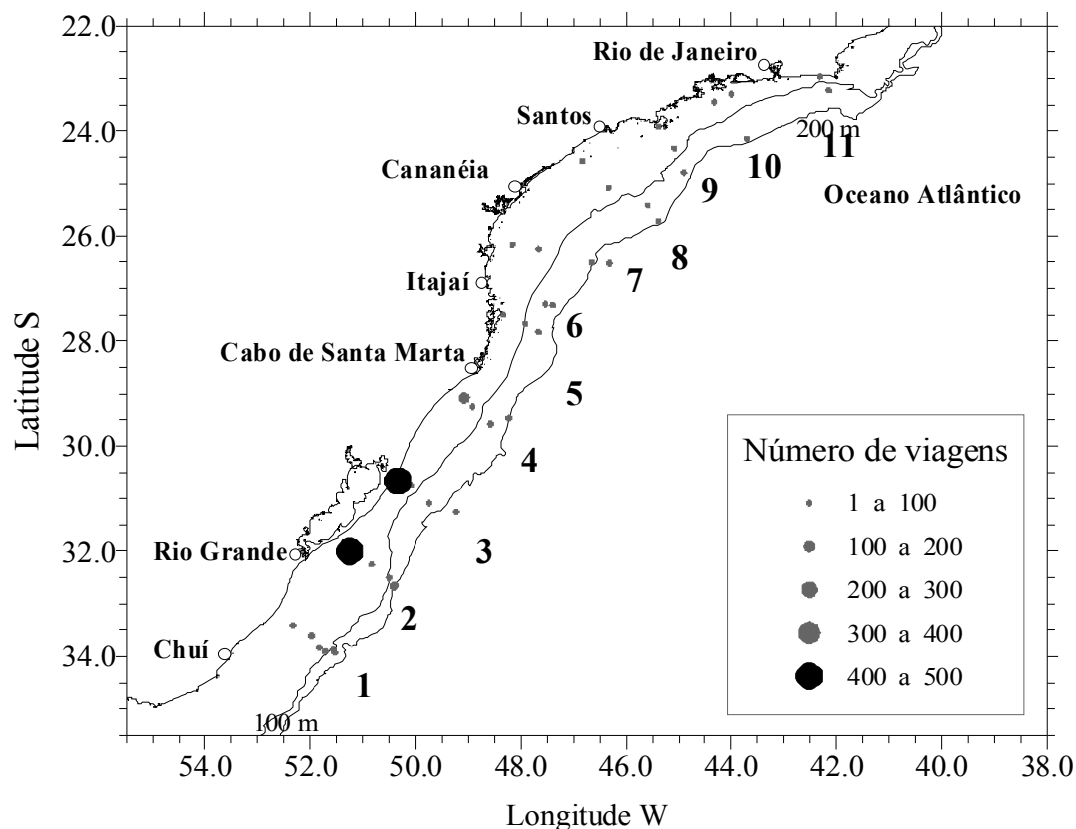 22.0
24.0
26.0
28.0
30.0
32.0
34.0
Latitude S
Rio de Janeiro
Santos
Cananéia
Itajaí
Cabo de Santa Marta
Rio Grande
Chuí
100 m
200 m
Oceano Atlântico
11
10
9
8
7
6
5
4
3
2
1
Número de viagens
1 a 100
100 a 200
200 a 300
300 a 400
400 a 500
54.0 52.0 50.0 48.0 46.0 44.0 42.0 40.0 38.0
Longitude W